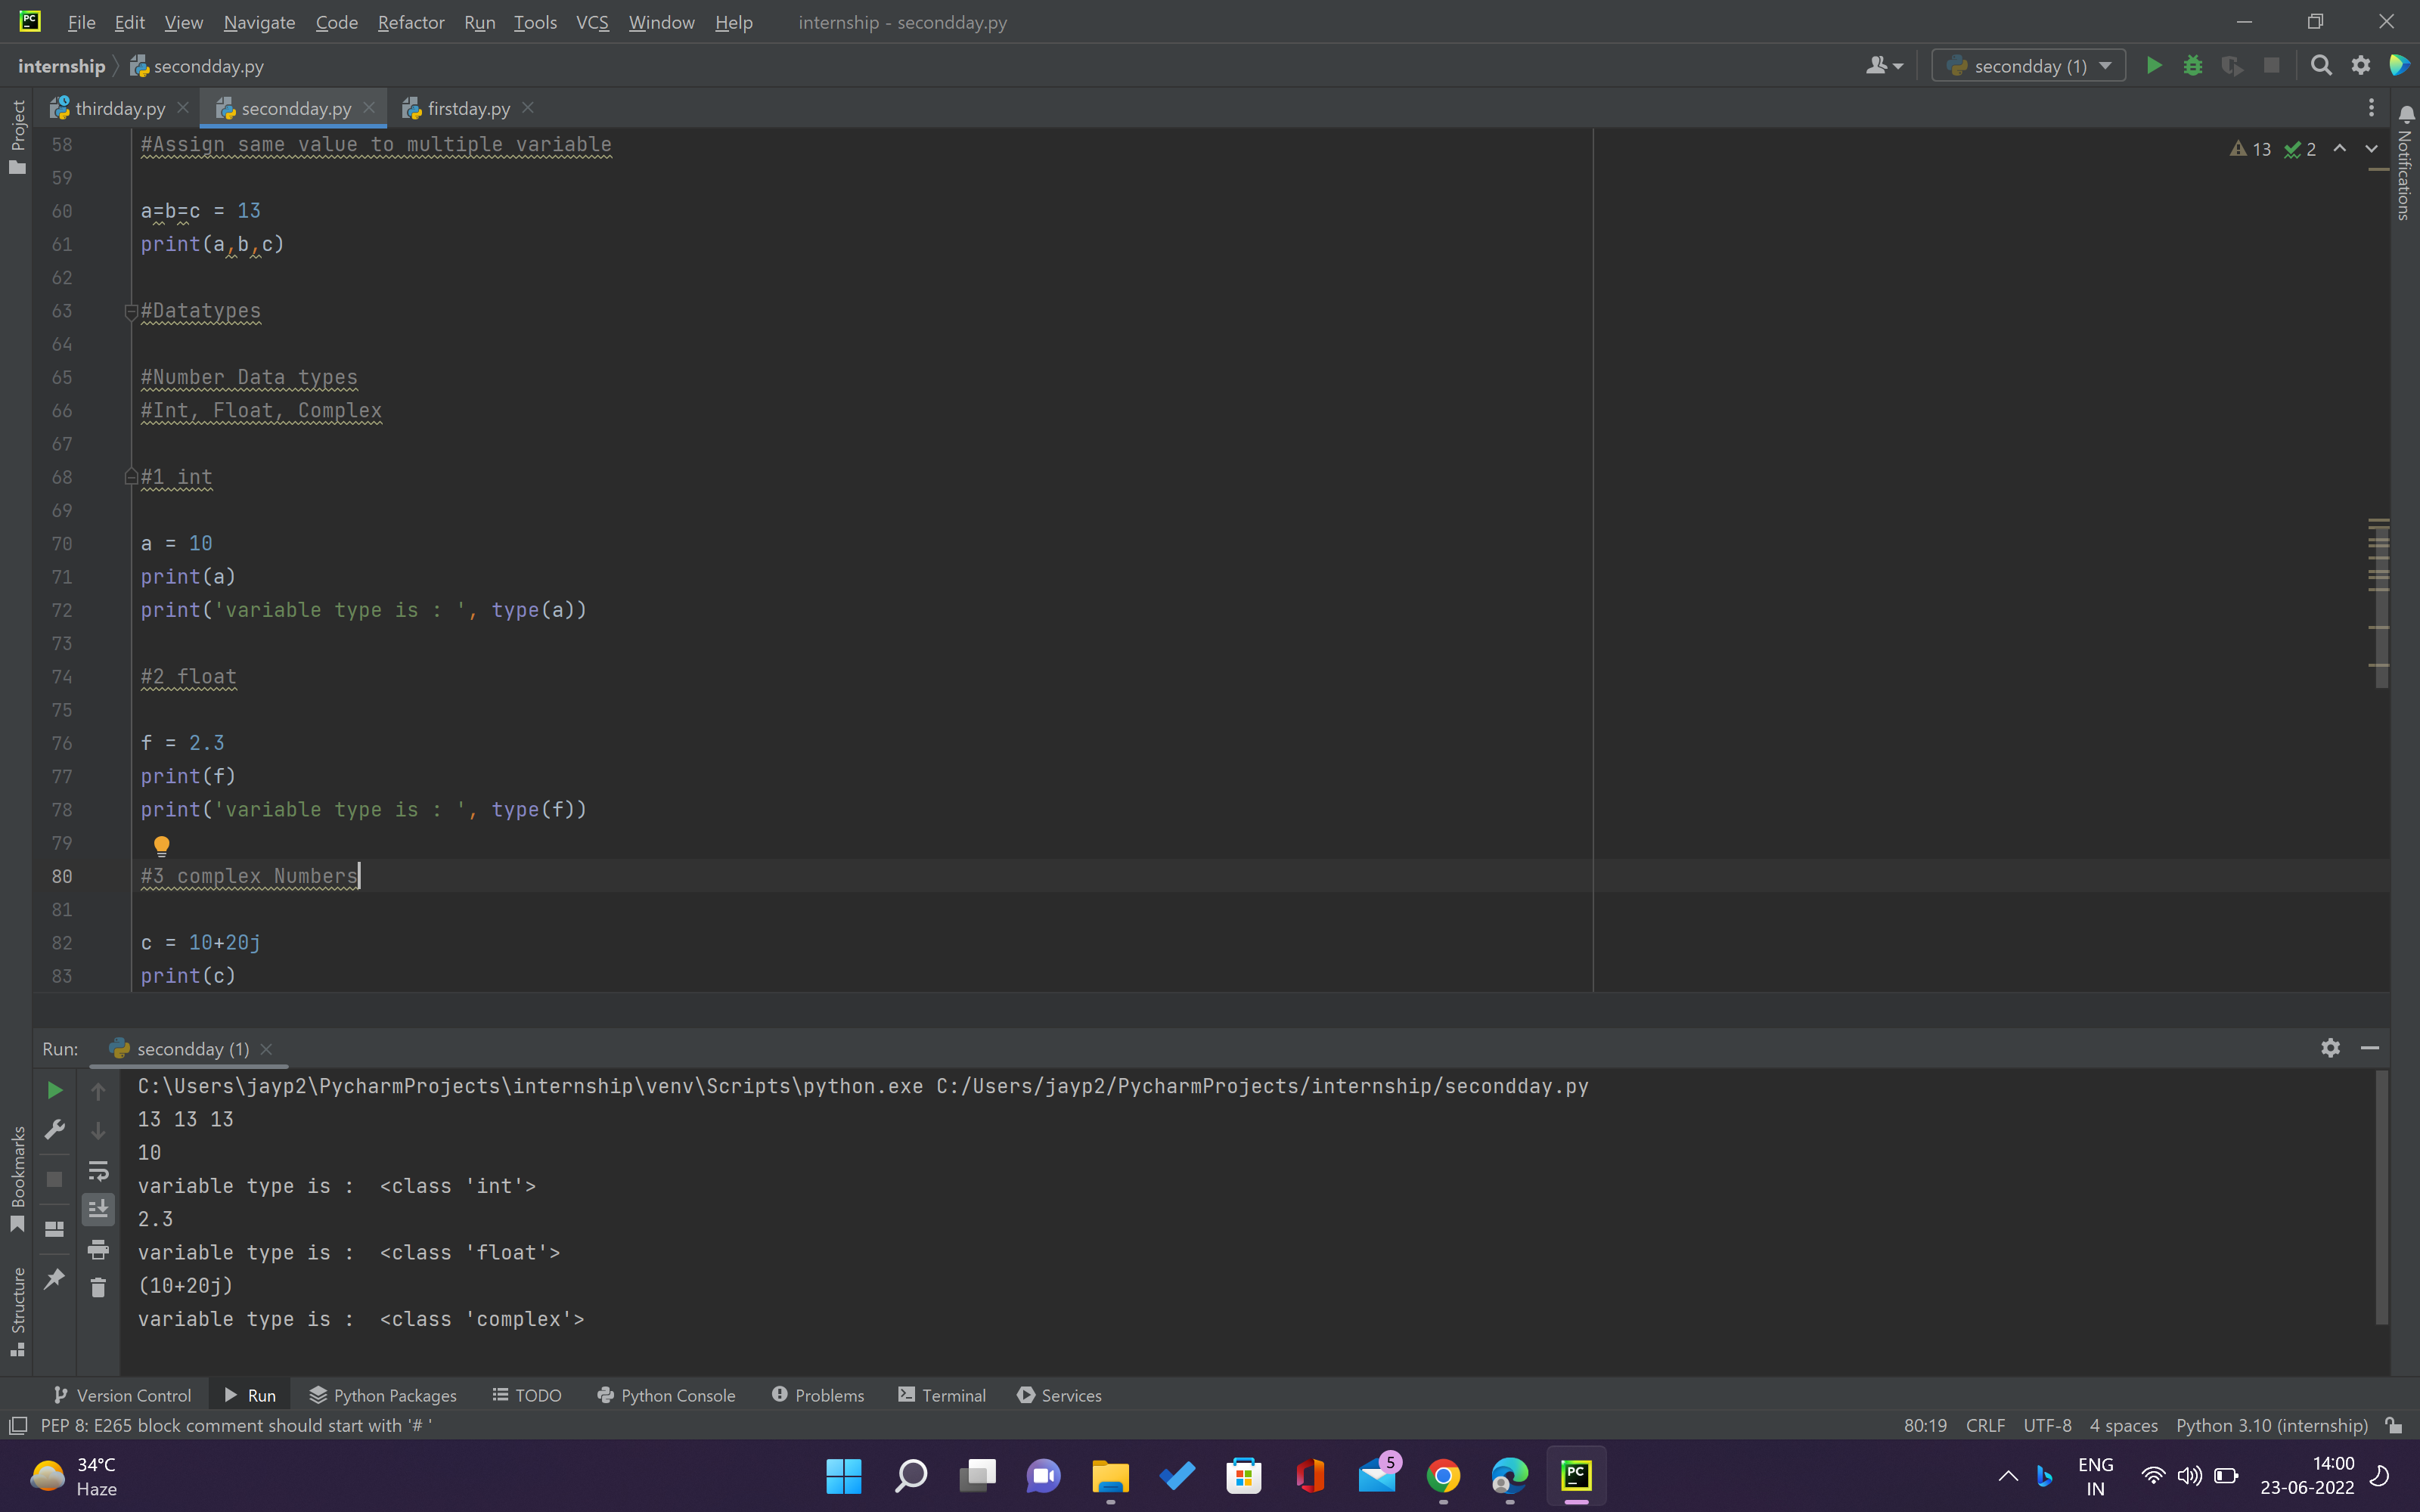 PC
File Edit View Navigate Code Refactor Run Tools VCS Window Help internship - secondday.py
internship secondday.py secondday (1)
Project
thirdday.py secondday.py firstday.py
Notifications
13 2
58 #Assign same value to multiple variable
59
60 a=b=c = 13
61 print(a,b,c)
62
63 #Datatypes
64
65 #Number Data types
66 #Int, Float, Complex
67
68 #1 int
69
70 a = 10
71 print(a)
72 print('variable type is : ', type(a))
73
74 #2 float
75
76 f = 2.3
77 print(f)
78 print('variable type is : ', type(f))
79
80 #3 complex Numbers
81
82 c = 10+20j
83 print(c)
Run: secondday (1)
C:\Users\jayp2\PycharmProjects\internship\venv\Scripts\python.exe C:/Users/jayp2/PycharmProjects/internship/secondday.py
13 13 13
10
variable type is :  <class 'int'>
2.3
variable type is :  <class 'float'>
(10+20j)
variable type is :  <class 'complex'>
Bookmarks
Structure
Version Control Run Python Packages TODO Python Console Problems Terminal Services
PEP 8: E265 block comment should start with '# ' 80:19 CRLF UTF-8 4 spaces Python 3.10 (internship)
34°C
Haze
5
PC
ENG
IN
14:00
23-06-2022